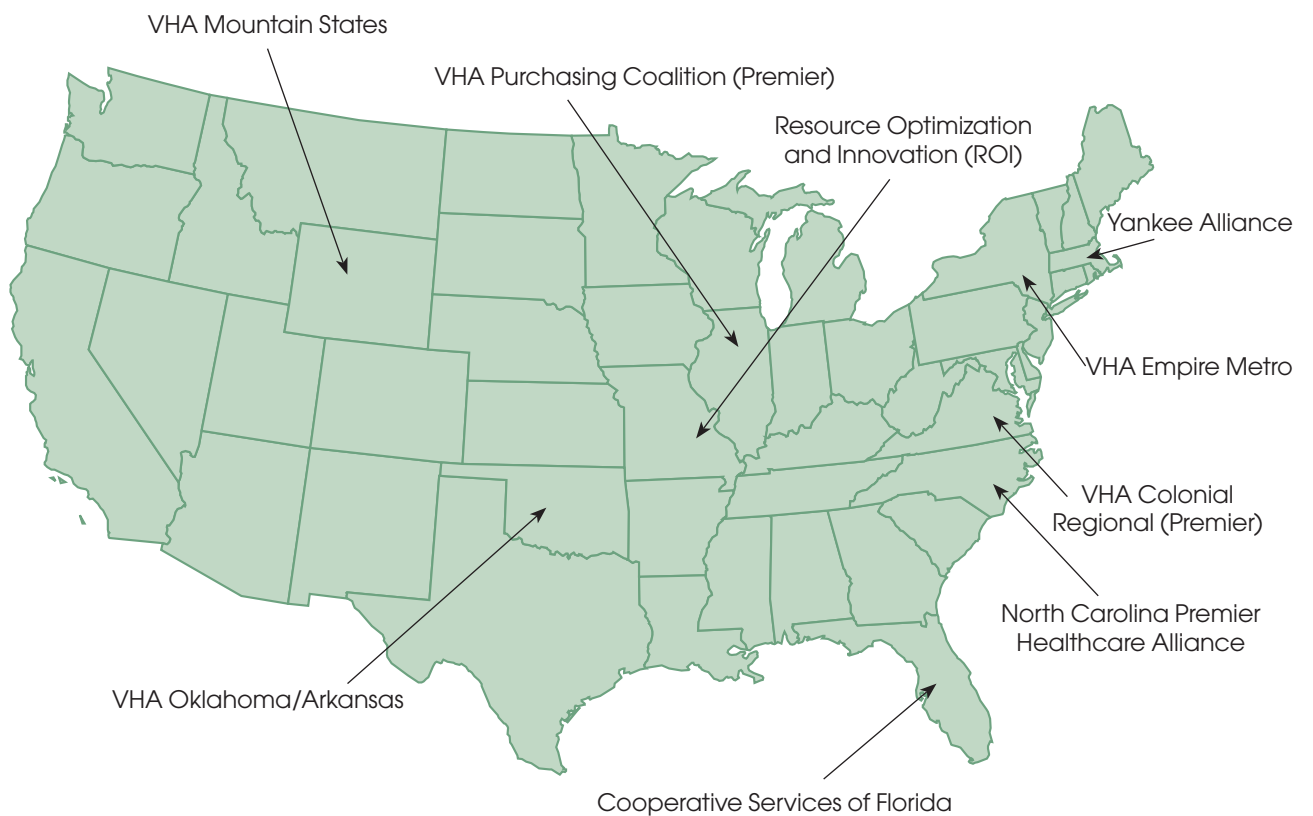 VHA Mountain States
VHA Purchasing Coalition (Premier)
Resource Optimization
and Innovation (ROI)
Yankee Alliance
VHA Empire Metro
VHA Colonial
Regional (Premier)
North Carolina Premier
Healthcare Alliance
VHA Oklahoma/Arkansas
Cooperative Services of Florida